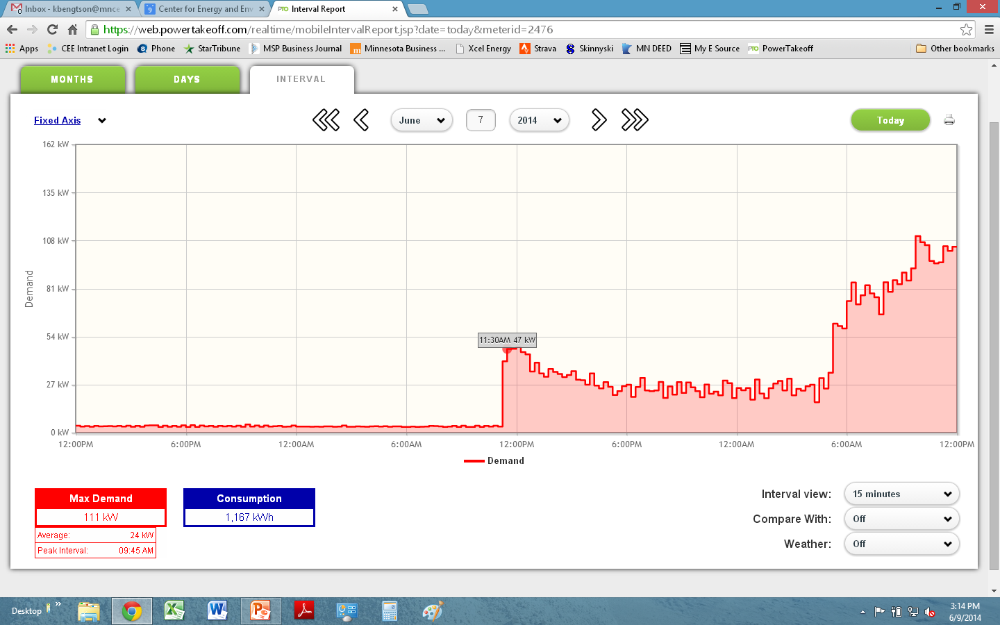 Inbox - kbengtson@mnce
Center for Energy and Env
PTO Interval Report
https://web.powertakeoff.com/realtime/mobileIntervalReport.jsp?date=today&meterid=2476
Apps CEE Intranet Login Phone StarTribune MSP Business Journal Minnesota Business ... Xcel Energy Strava Skinnyski MN DEED My E Source PTO PowerTakeoff Other bookmarks
MONTHS DAYS INTERVAL
Fixed Axis June 7 2014 Today
162 kW
135 kW
108 kW
81 kW
54 kW
27 kW
0 kW
Demand
11:30AM 47 kW
12:00PM 6:00PM 12:00AM 6:00AM 12:00PM 6:00PM 12:00AM 6:00AM 12:00PM
Demand
Max Demand
111 kW
Average: 24 kW
Peak Interval: 09:45 AM
Consumption
1,167 kWh
Interval view: 15 minutes
Compare With: Off
Weather: Off
Desktop
3:14 PM
6/9/2014